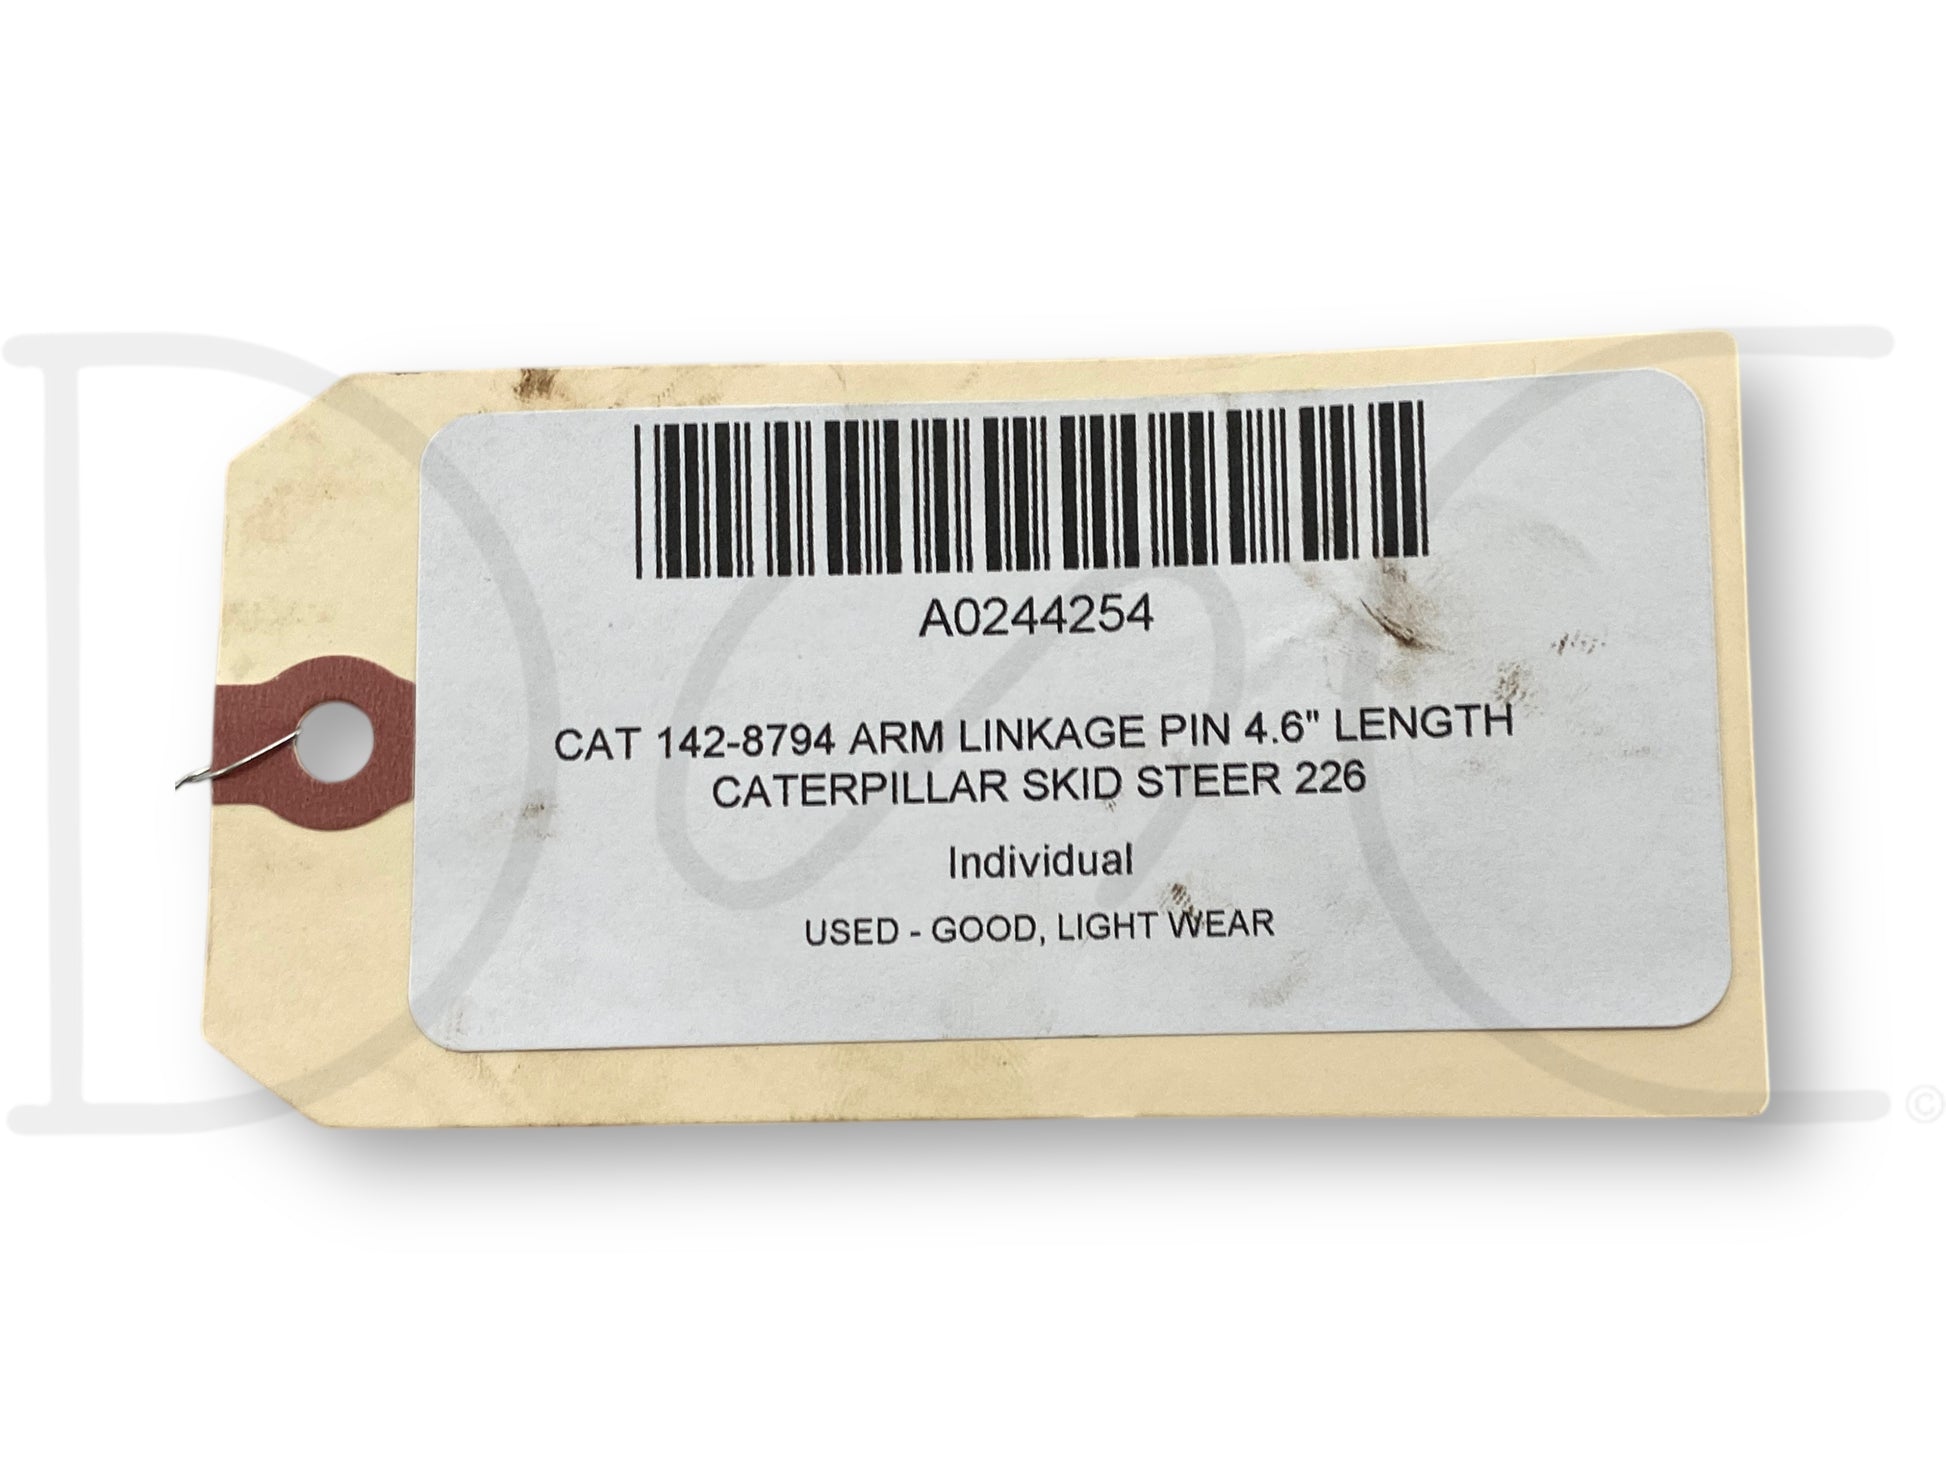 A0244254
CAT 142-8794 ARM LINKAGE PIN 4.6" LENGTH
CATERPILLAR SKID STEER 226
Individual
USED - GOOD, LIGHT WEAR
©